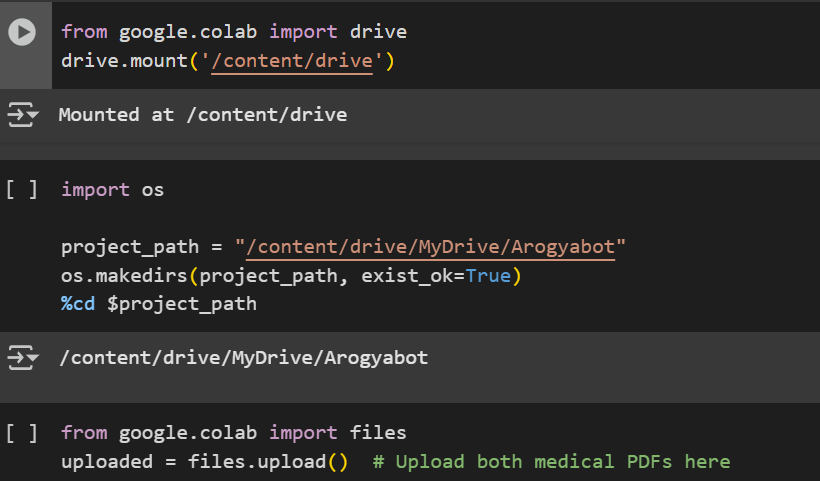 from google.colab import drive
drive.mount('/content/drive')
Mounted at /content/drive
[ ] import os
project_path = "/content/drive/MyDrive/Arogyabot"
os.makedirs(project_path, exist_ok=True)
%cd $project_path
/content/drive/MyDrive/Arogyabot
[ ] from google.colab import files
uploaded = files.upload()  # Upload both medical PDFs here